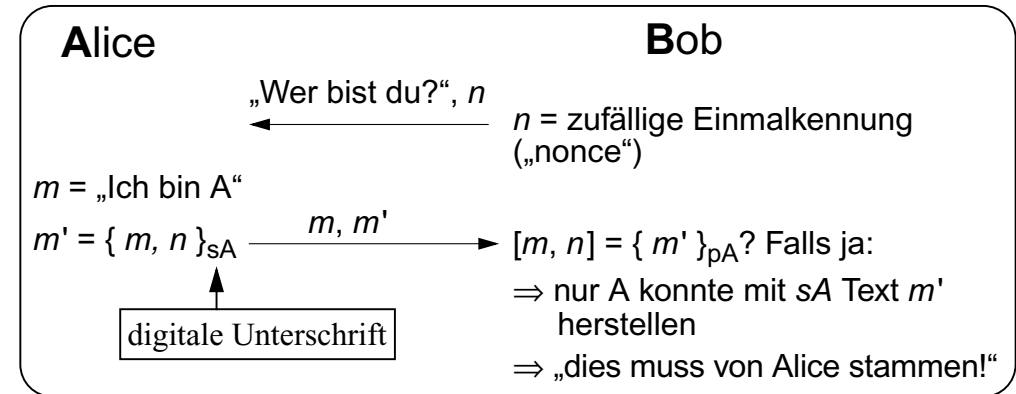 Alice
Bob
„Wer bist du?“, n
n = zufällige Einmalkennung
(„nonce“)
m = „Ich bin A“
m' = { m, n }sA
m, m'
[m, n] = { m' }pA? Falls ja:
⇒ nur A konnte mit sA Text m'
herstellen
digitale Unterschrift
⇒ „dies muss von Alice stammen!“